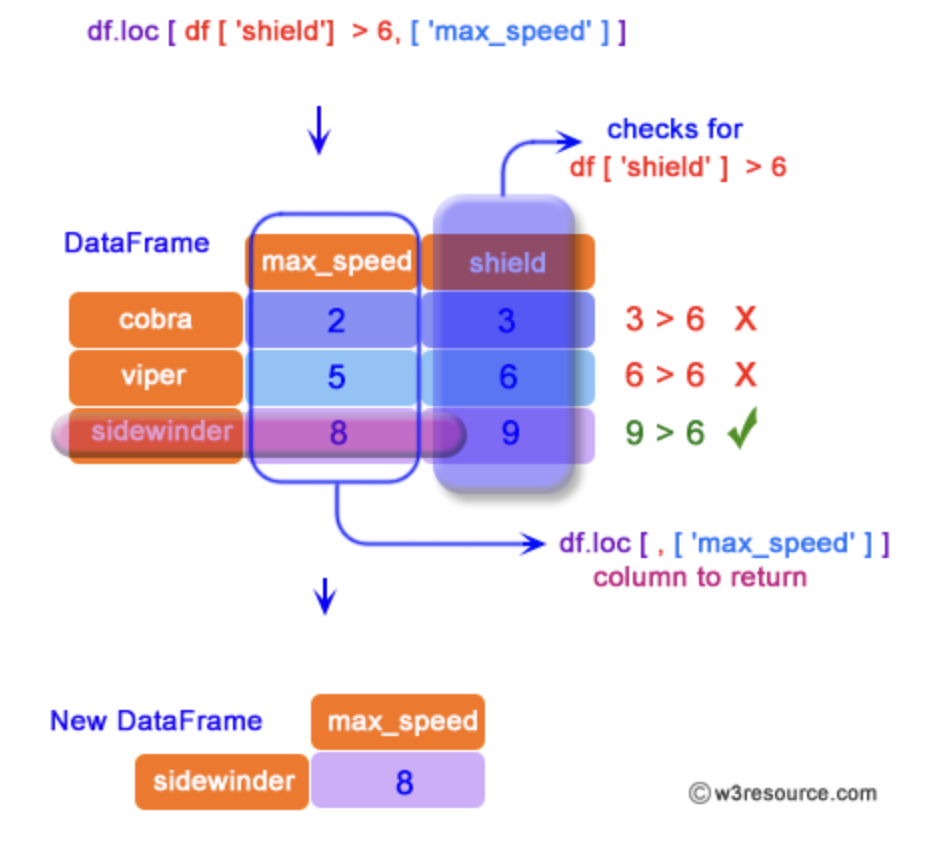 df.loc [ df [ 'shield'] > 6, [ 'max_speed' ] ]
checks for
df [ 'shield' ] > 6
DataFrame
max_speed shield
cobra 2 3 3 > 6 X
viper 5 6 6 > 6 X
sidewinder 8 9 9 > 6 ✓
df.loc [ , [ 'max_speed' ] ]
column to return
New DataFrame max_speed
sidewinder 8
©w3resource.com